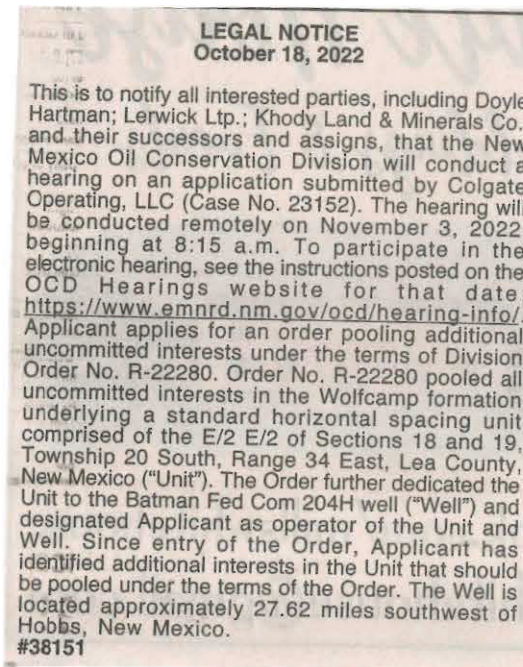 LEGAL NOTICE
October 18, 2022
This is to notify all interested parties, including Doyle
Hartman; Lerwick Ltp.; Khody Land & Minerals Co.
and their successors and assigns, that the New
Mexico Oil Conservation Division will conduct a
hearing on an application submitted by Colgate
Operating, LLC (Case No. 23152). The hearing will
be conducted remotely on November 3, 2022
beginning at 8:15 a.m. To participate in the
electronic hearing, see the instructions posted on the
OCD Hearings website for that date
https://www.emnrd.nm.gov/ocd/hearing-info/.
Applicant applies for an order pooling additional
uncommitted interests under the terms of Division
Order No. R-22280. Order No. R-22280 pooled all
uncommitted interests in the Wolfcamp formation
underlying a standard horizontal spacing unit
comprised of the E/2 E/2 of Sections 18 and 19,
Township 20 South, Range 34 East, Lea County,
New Mexico ("Unit"). The Order further dedicated the
Unit to the Batman Fed Com 204H well ("Well") and
designated Applicant as operator of the Unit and
Well. Since entry of the Order, Applicant has
identified additional interests in the Unit that should
be pooled under the terms of the Order. The Well is
located approximately 27.62 miles southwest of
Hobbs, New Mexico.
#38151